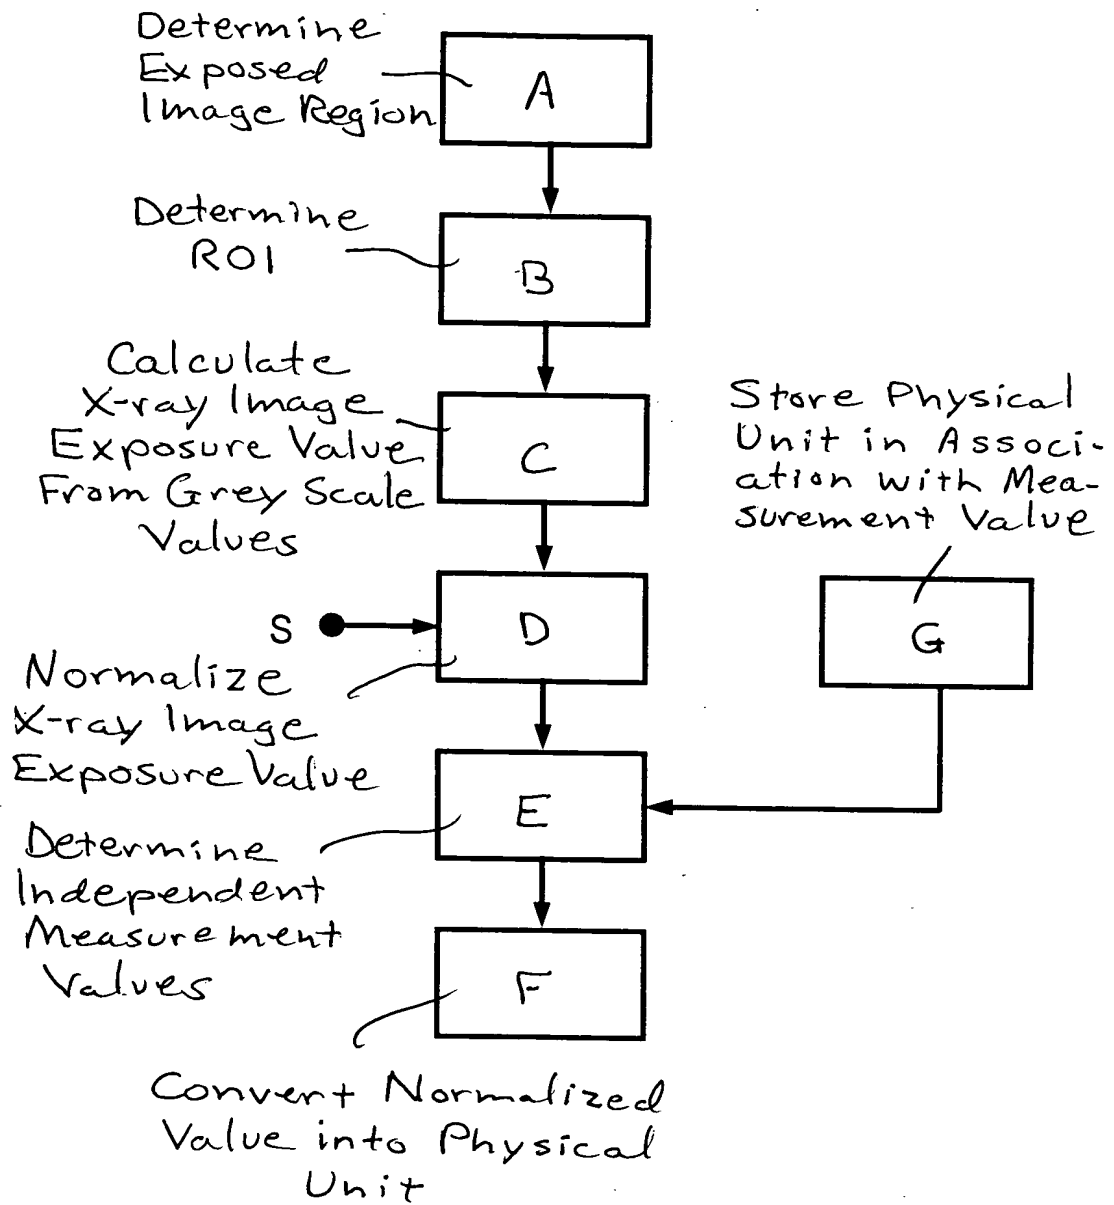 Determine
Exposed
Image Region
A
Determine
ROI
B
Calculate
X-ray Image
Exposure Value
From Grey Scale
Values
C
Store Physical
Unit in Associ-
ation with Mea-
surement Value
G
S
D
Normalize
X-ray Image
Exposure Value
E
Determine
Independent
Measurement
Values
F
Convert Normalized
Value into Physical
Unit